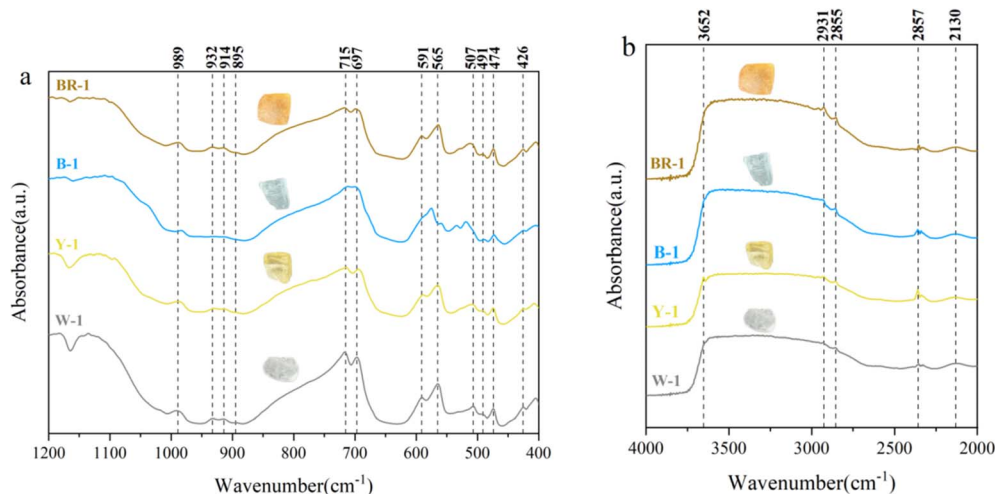 989 932 914 895 715 697 591 565 507 491 474 426
a
BR-1
B-1
Y-1
W-1
Absorbance(a.u.)
1200 1100 1000 900 800 700 600 500 400
Wavenumber(cm-1)
3652 2931 2855 2857 2130
b
BR-1
B-1
Y-1
W-1
Absorbance(a.u.)
4000 3500 3000 2500 2000
Wavenumber(cm-1)